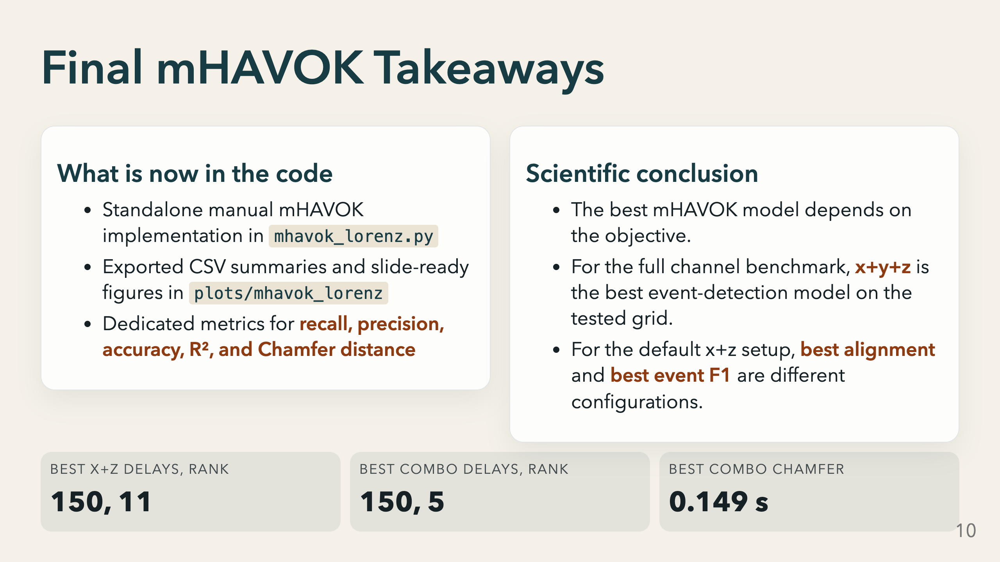 Final mHAVOK Takeaways
What is now in the code
• Standalone manual mHAVOK
implementation in mhavok_lorenz.py
• Exported CSV summaries and slide-ready
figures in plots/mhavok_lorenz
• Dedicated metrics for recall, precision,
accuracy, R², and Chamfer distance
Scientific conclusion
• The best mHAVOK model depends on
the objective.
• For the full channel benchmark, x+y+z is
the best event-detection model on the
tested grid.
• For the default x+z setup, best alignment
and best event F1 are different
configurations.
BEST X+Z DELAYS, RANK
150, 11
BEST COMBO DELAYS, RANK
150, 5
BEST COMBO CHAMFER
0.149 s
10